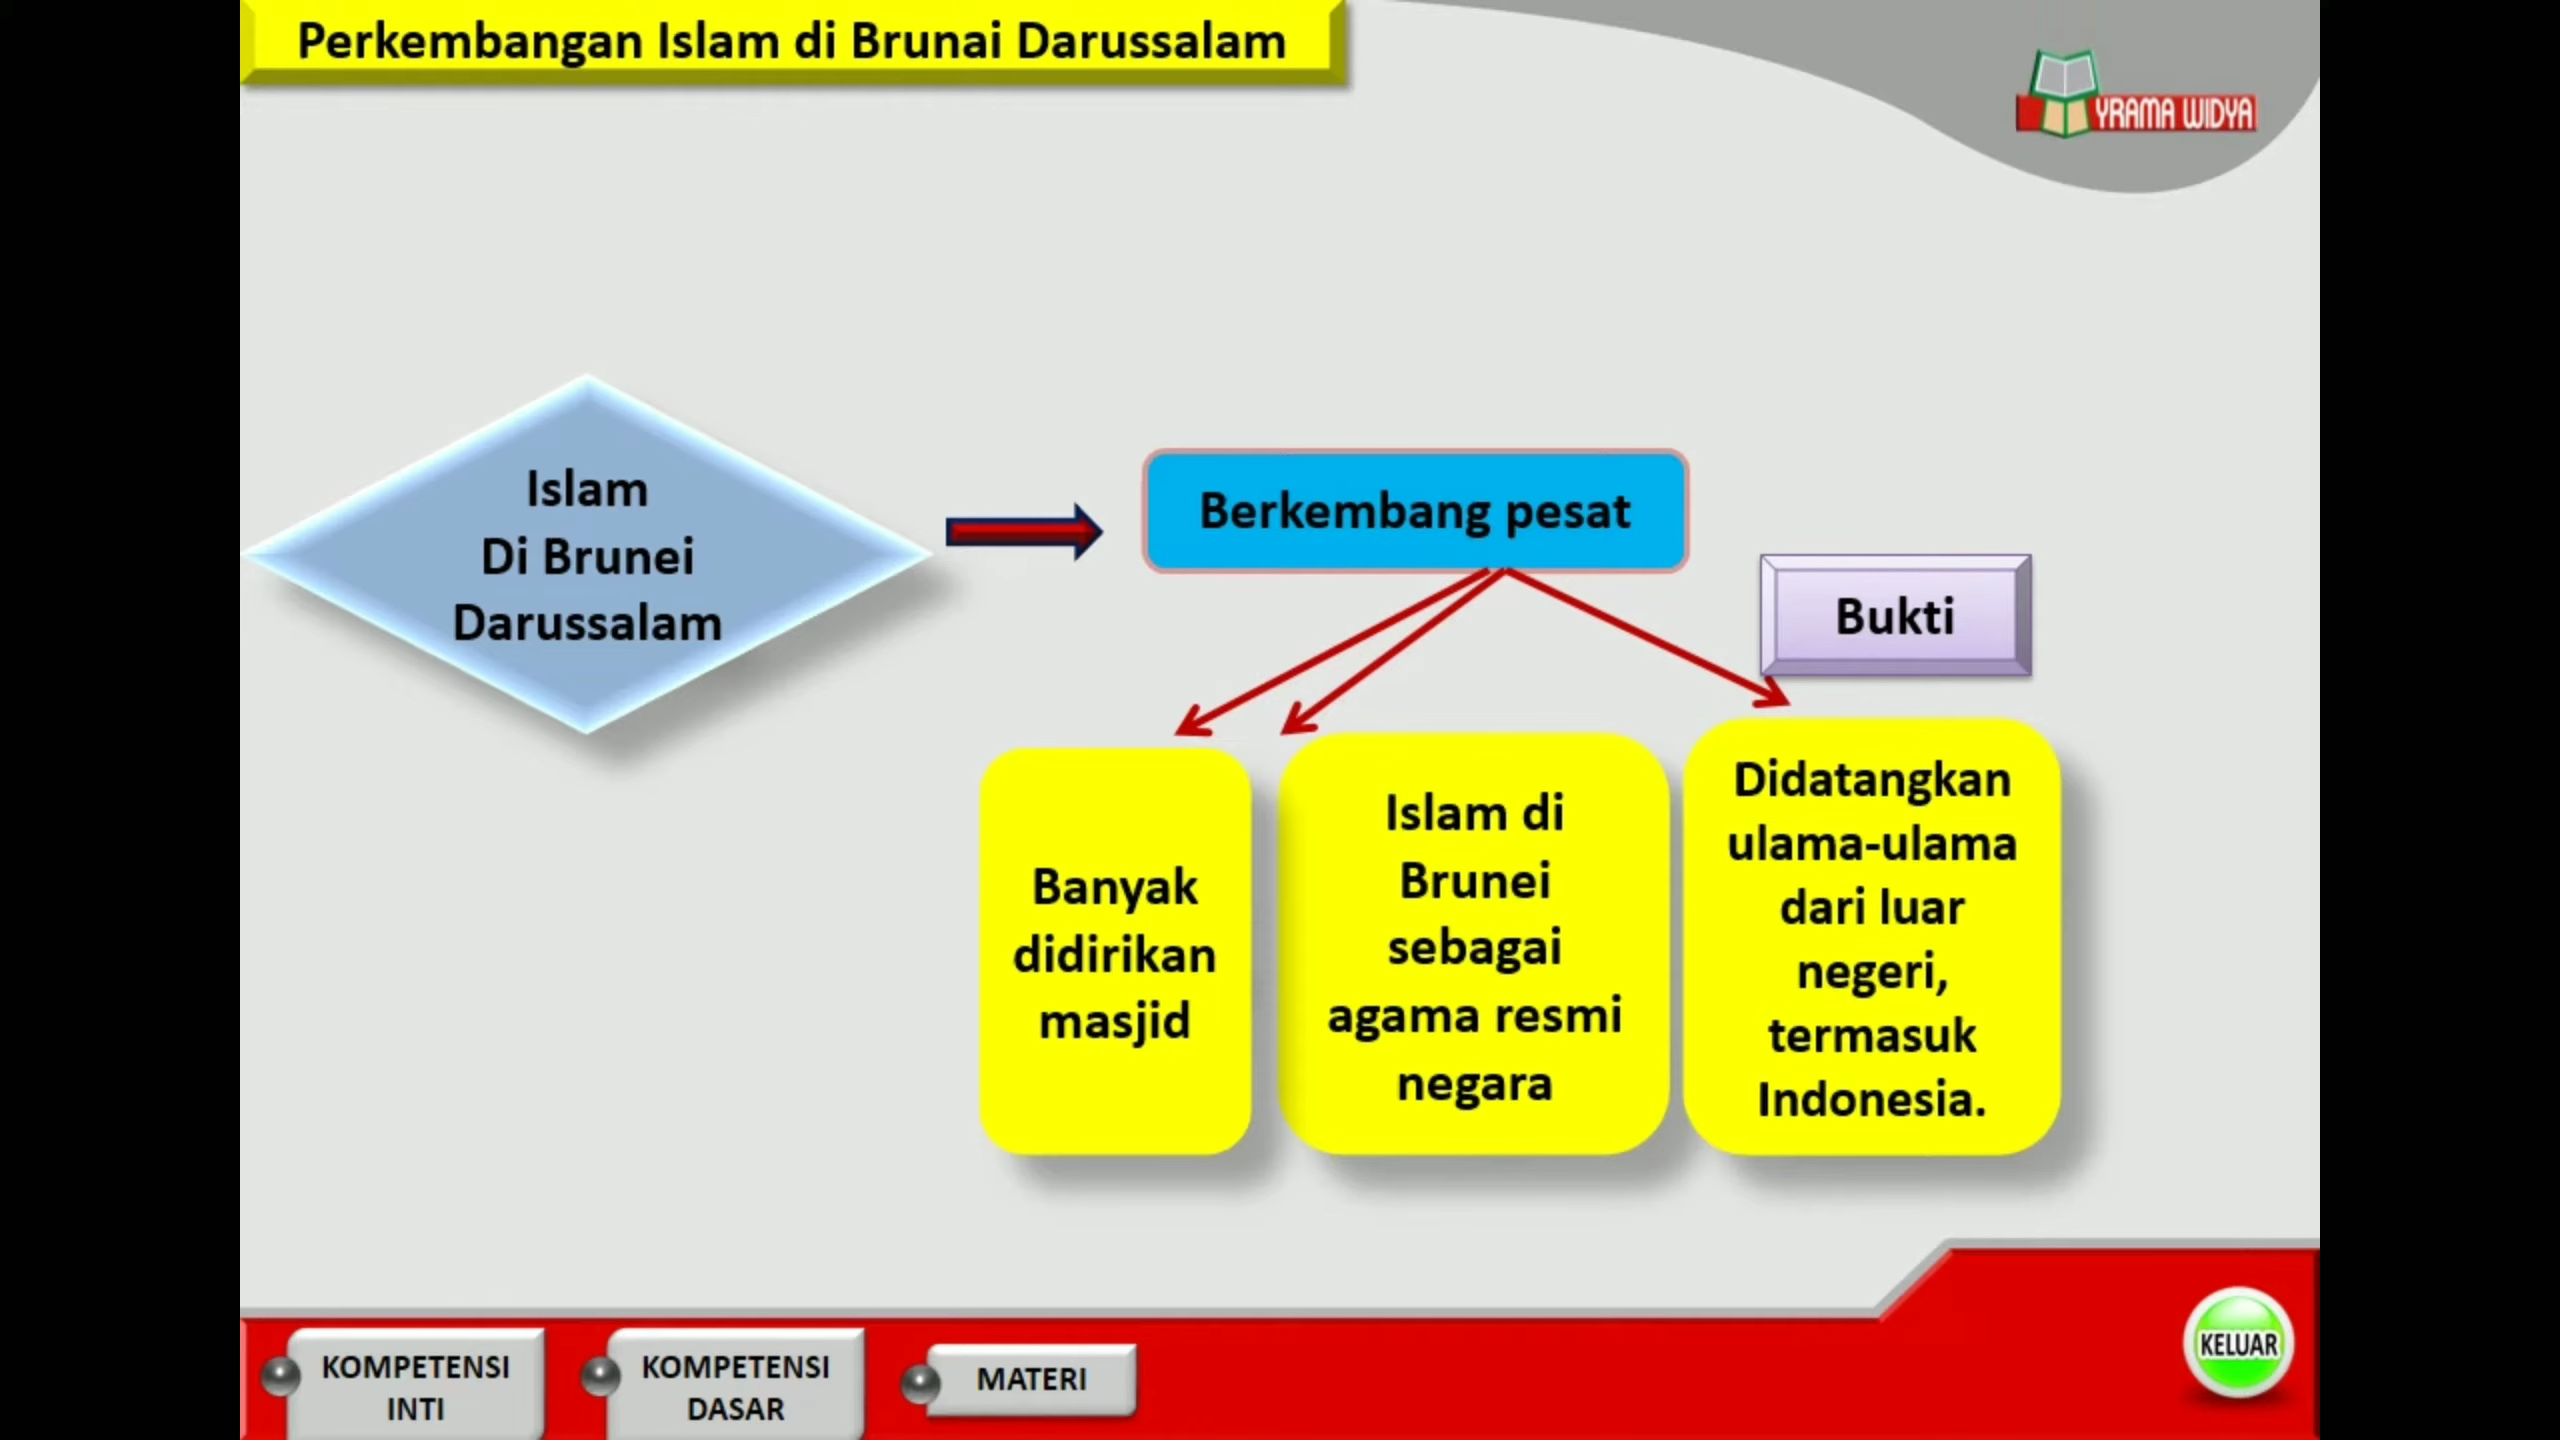 Perkembangan Islam di Brunai Darussalam
YRAMA WIDYA
Islam
Di Brunei
Darussalam
Berkembang pesat
Bukti
Banyak
didirikan
masjid
Islam di
Brunei
sebagai
agama resmi
negara
Didatangkan
ulama-ulama
dari luar
negeri,
termasuk
Indonesia.
KOMPETENSI
INTI
KOMPETENSI
DASAR
MATERI
KELUAR